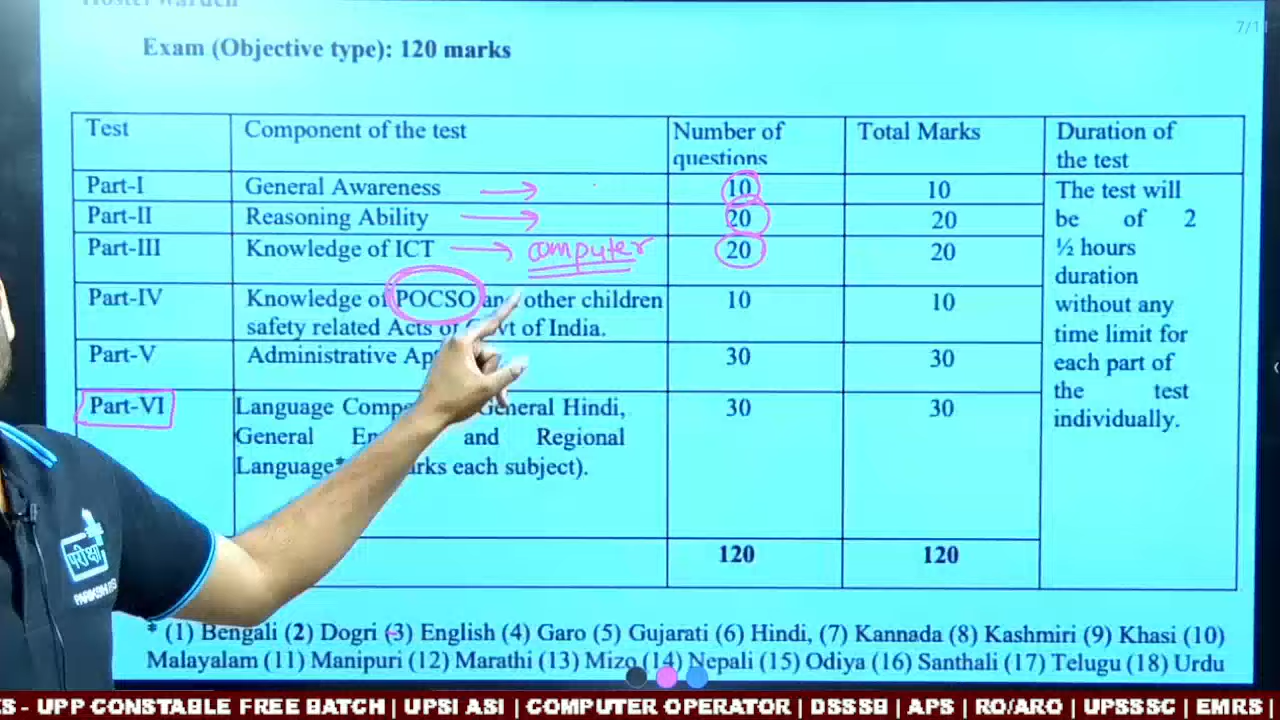 Hostel Warden
7/11
Exam (Objective type): 120 marks
Test Component of the test Number of questions Total Marks Duration of the test
Part-I General Awareness → 10 10
Part-II Reasoning Ability → 20 20
Part-III Knowledge of ICT → computer 20 20
Part-IV Knowledge of POCSO and other children 10 10
safety related Acts of Govt of India.
Part-V Administrative 30 30
Part-VI Language General Hindi, 30 30
General and Regional
Language* each subject).
120 120
The test will
be of 2
½ hours
duration
without any
time limit for
each part of
the test
individually.
* (1) Bengali (2) Dogri (3) English (4) Garo (5) Gujarati (6) Hindi, (7) Kannada (8) Kashmiri (9) Khasi (10)
Malayalam (11) Manipuri (12) Marathi (13) Mizo (14) Nepali (15) Odiya (16) Santhali (17) Telugu (18) Urdu
परीक्षा
S - UPP CONSTABLE FREE BATCH | UPSI ASI | COMPUTER OPERATOR | DSSSB | APS | RO/ARO | UPSSSC | EMRS |